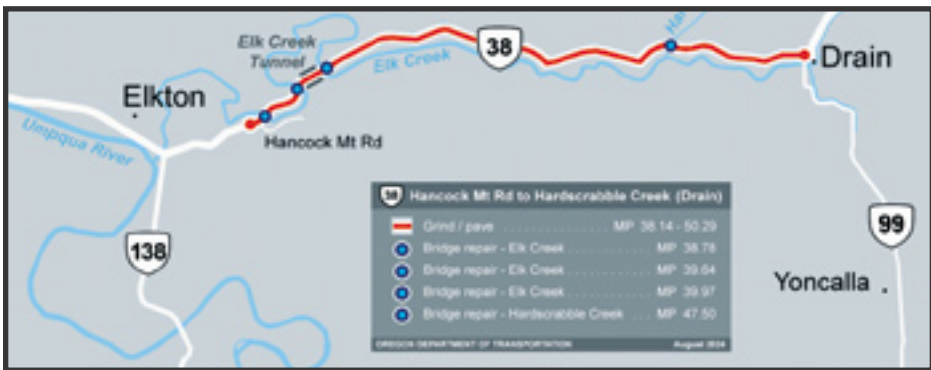 Elk Creek
Tunnel
38
Ha
Drain
Elkton
Elk Creek
Umpqua River
Hancock Mt Rd
38 Hancock Mt Rd to Hardscrabble Creek (Drain)
Grind / pave . . . . . . . . . . . . . . MP 38.14 - 50.29
Bridge repair - Elk Creek . . . . . . . . . . MP 38.78
Bridge repair - Elk Creek . . . . . . . . . . MP 39.64
Bridge repair - Elk Creek . . . . . . . . . . MP 39.97
Bridge repair - Hardscrabble Creek . . . MP 47.50
OREGON DEPARTMENT OF TRANSPORTATION August 2024
138
99
Yoncalla